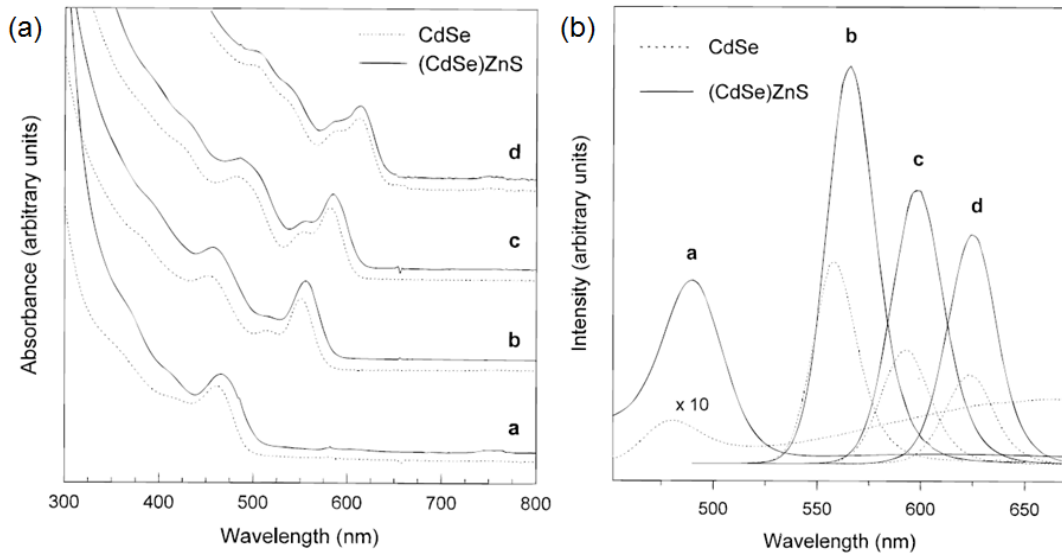 (a)
CdSe
(CdSe)ZnS
d
c
b
a
Absorbance (arbitrary units)
300 400 500 600 700 800
Wavelength (nm)
(b)
CdSe
(CdSe)ZnS
b
c
d
a
x 10
Intensity (arbitrary units)
500 550 600 650
Wavelength (nm)